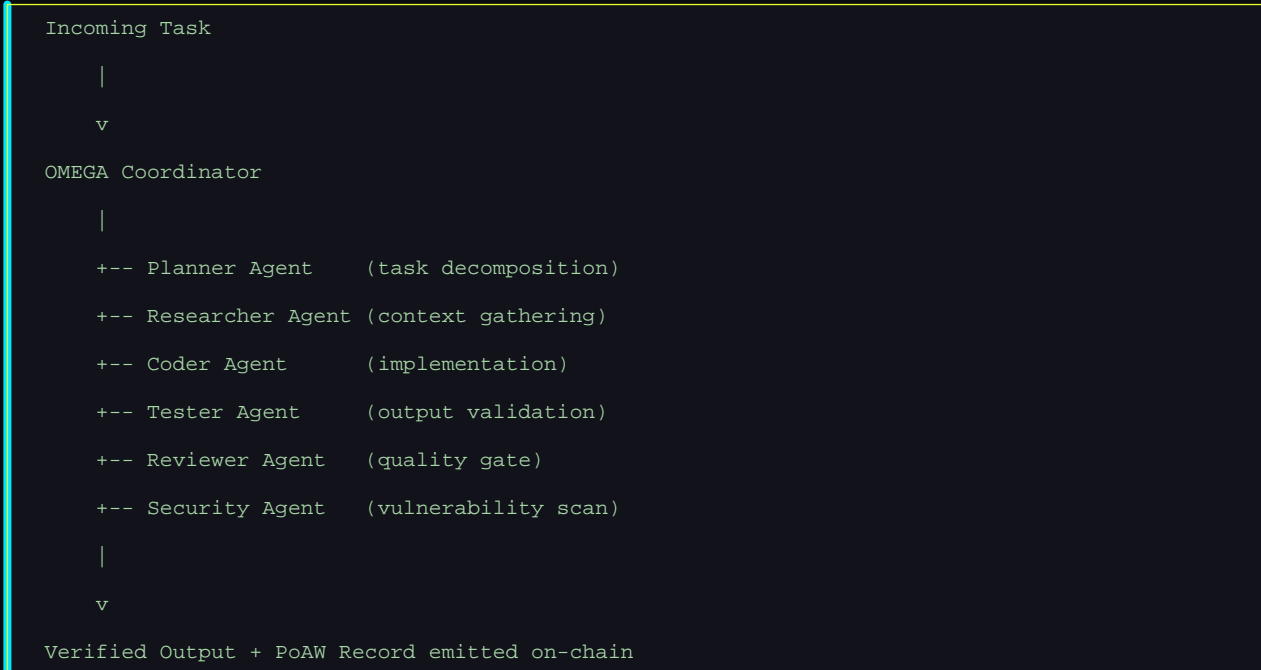 Incoming Task
|
v
OMEGA Coordinator
|
+-- Planner Agent    (task decomposition)
+-- Researcher Agent (context gathering)
+-- Coder Agent      (implementation)
+-- Tester Agent     (output validation)
+-- Reviewer Agent   (quality gate)
+-- Security Agent   (vulnerability scan)
|
v
Verified Output + PoAW Record emitted on-chain